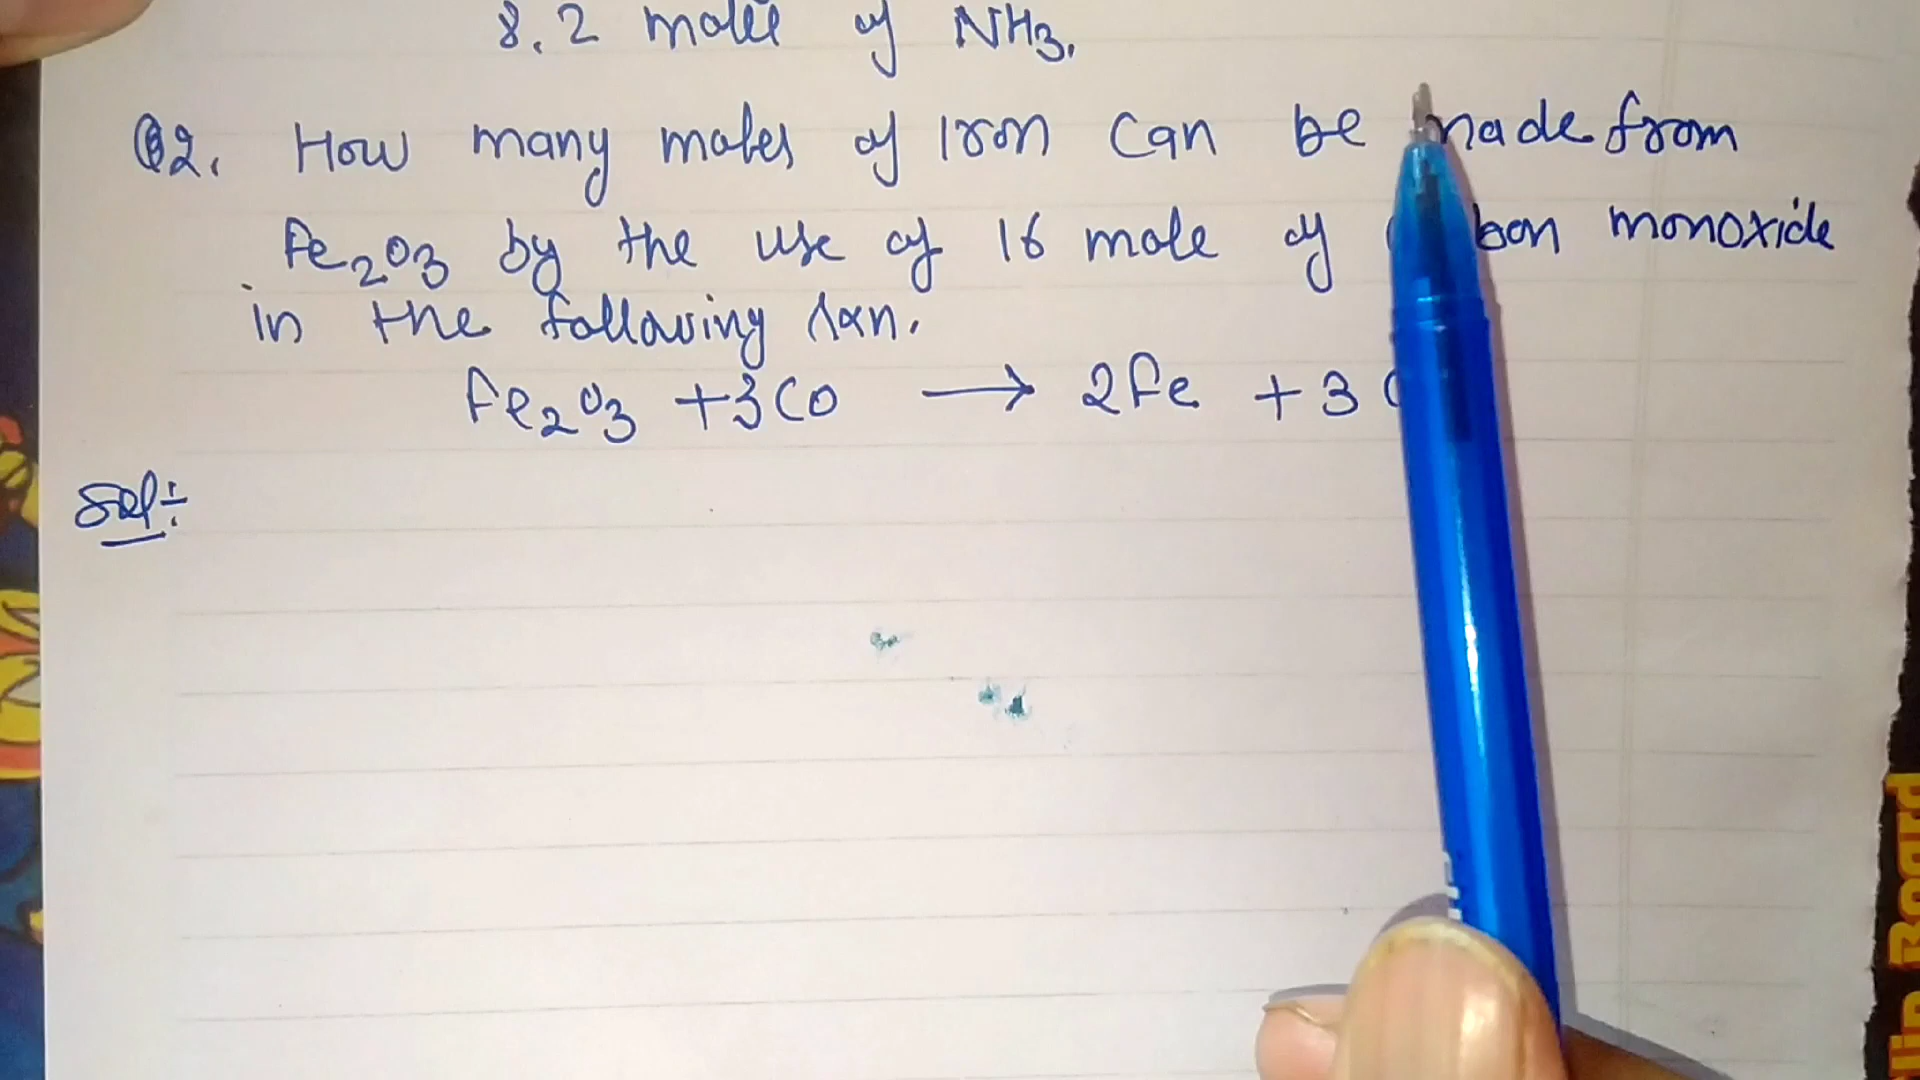 8.2 mole of NH3.
Q2. How many moles of Iron can be made from
Fe2O3 by the use of 16 mole of bon monoxide
in the following rxn.
Fe2O3 +3CO → 2Fe + 3
Sol:-